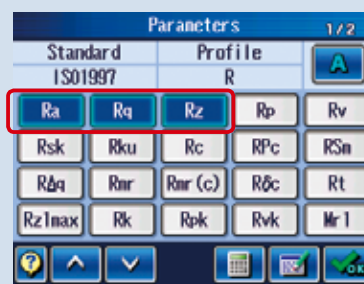 Parameters 1/2
Standard Profile A
ISO1997 R
Ra Rq Rz Rp Rv
Rsk Rku Rc RPc RSm
RΔq Rmr Rmr(c) Rδc Rt
Rz1max Rk Rpk Rvk Mr1
? OK